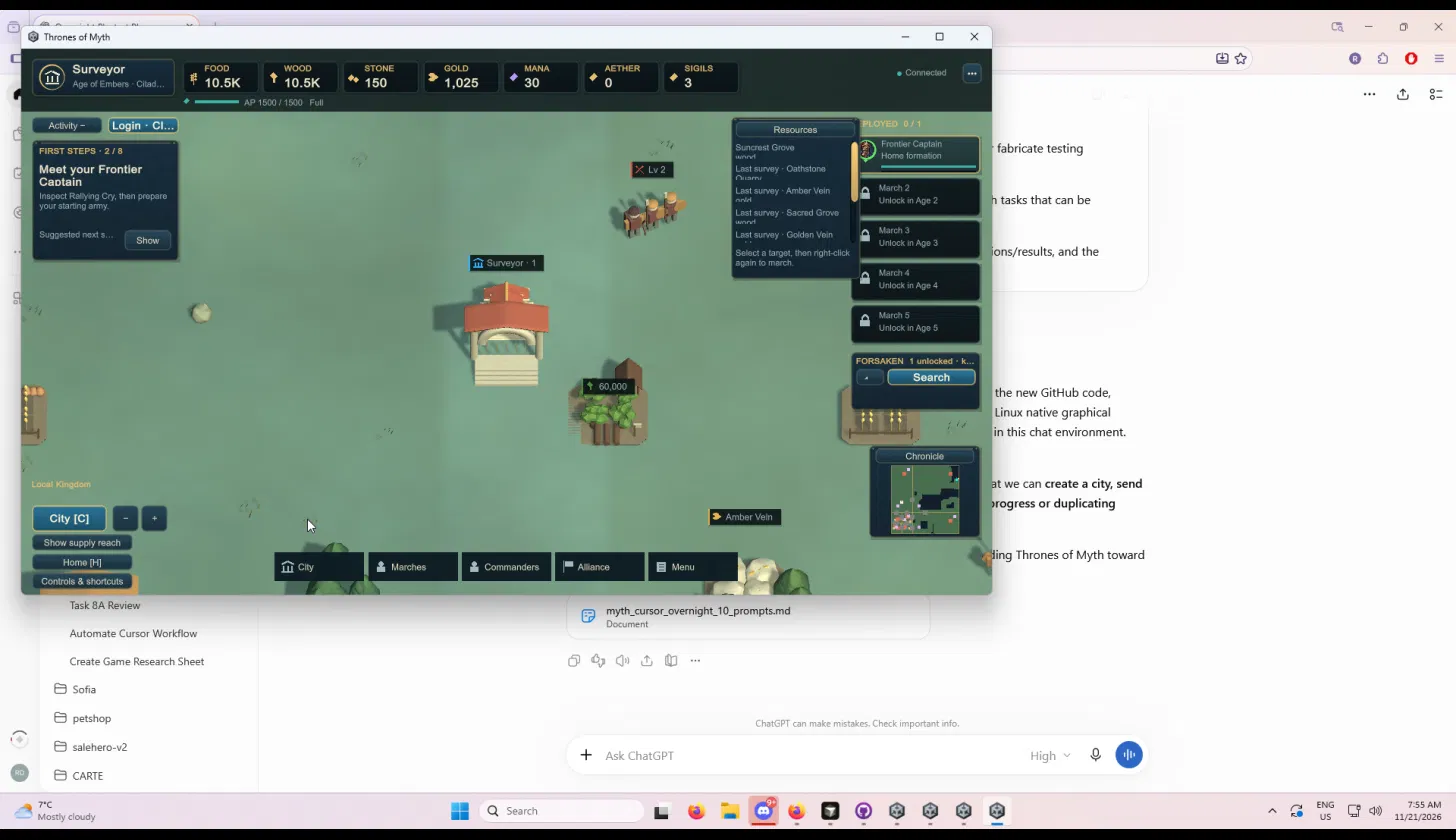 Thrones of Myth
Surveyor
Age of Embers · Citad...
FOOD
10.5K
WOOD
10.5K
STONE
150
GOLD
1,025
MANA
30
AETHER
0
SIGILS
3
Connected
AP 1500 / 1500 Full
Activity –
Login · Cl...
FIRST STEPS · 2 / 8
Meet your Frontier
Captain
Inspect Rallying Cry, then prepare
your starting army.
Suggested next s...
Show
Lv 2
Surveyor · 1
60,000
Amber Vein
Resources
Suncrest Grove
wood
Last survey · Oathstone
Quarry
Last survey · Amber Vein
gold
Last survey · Sacred Grove
wood
Last survey · Golden Vein
Select a target, then right-click
again to march.
PLOYED 0 / 1
Frontier Captain
Home formation
March 2
Unlock in Age 2
March 3
Unlock in Age 3
March 4
Unlock in Age 4
March 5
Unlock in Age 5
FORSAKEN 1 unlocked · k...
Search
Chronicle
Local Kingdom
City [C]
–
+
Show supply reach
Home [H]
Controls & shortcuts
City
Marches
Commanders
Alliance
Menu
fabricate testing
h tasks that can be
ions/results, and the
the new GitHub code,
Linux native graphical
in this chat environment.
at we can create a city, send
progress or duplicating
ding Thrones of Myth toward
myth_cursor_overnight_10_prompts.md
Document
Task 8A Review
Automate Cursor Workflow
Create Game Research Sheet
Sofia
petshop
salehero-v2
CARTE
RD
ChatGPT can make mistakes. Check important info.
Ask ChatGPT
High
7°C
Mostly cloudy
Search
9+
ENG
US
7:55 AM
11/21/2026